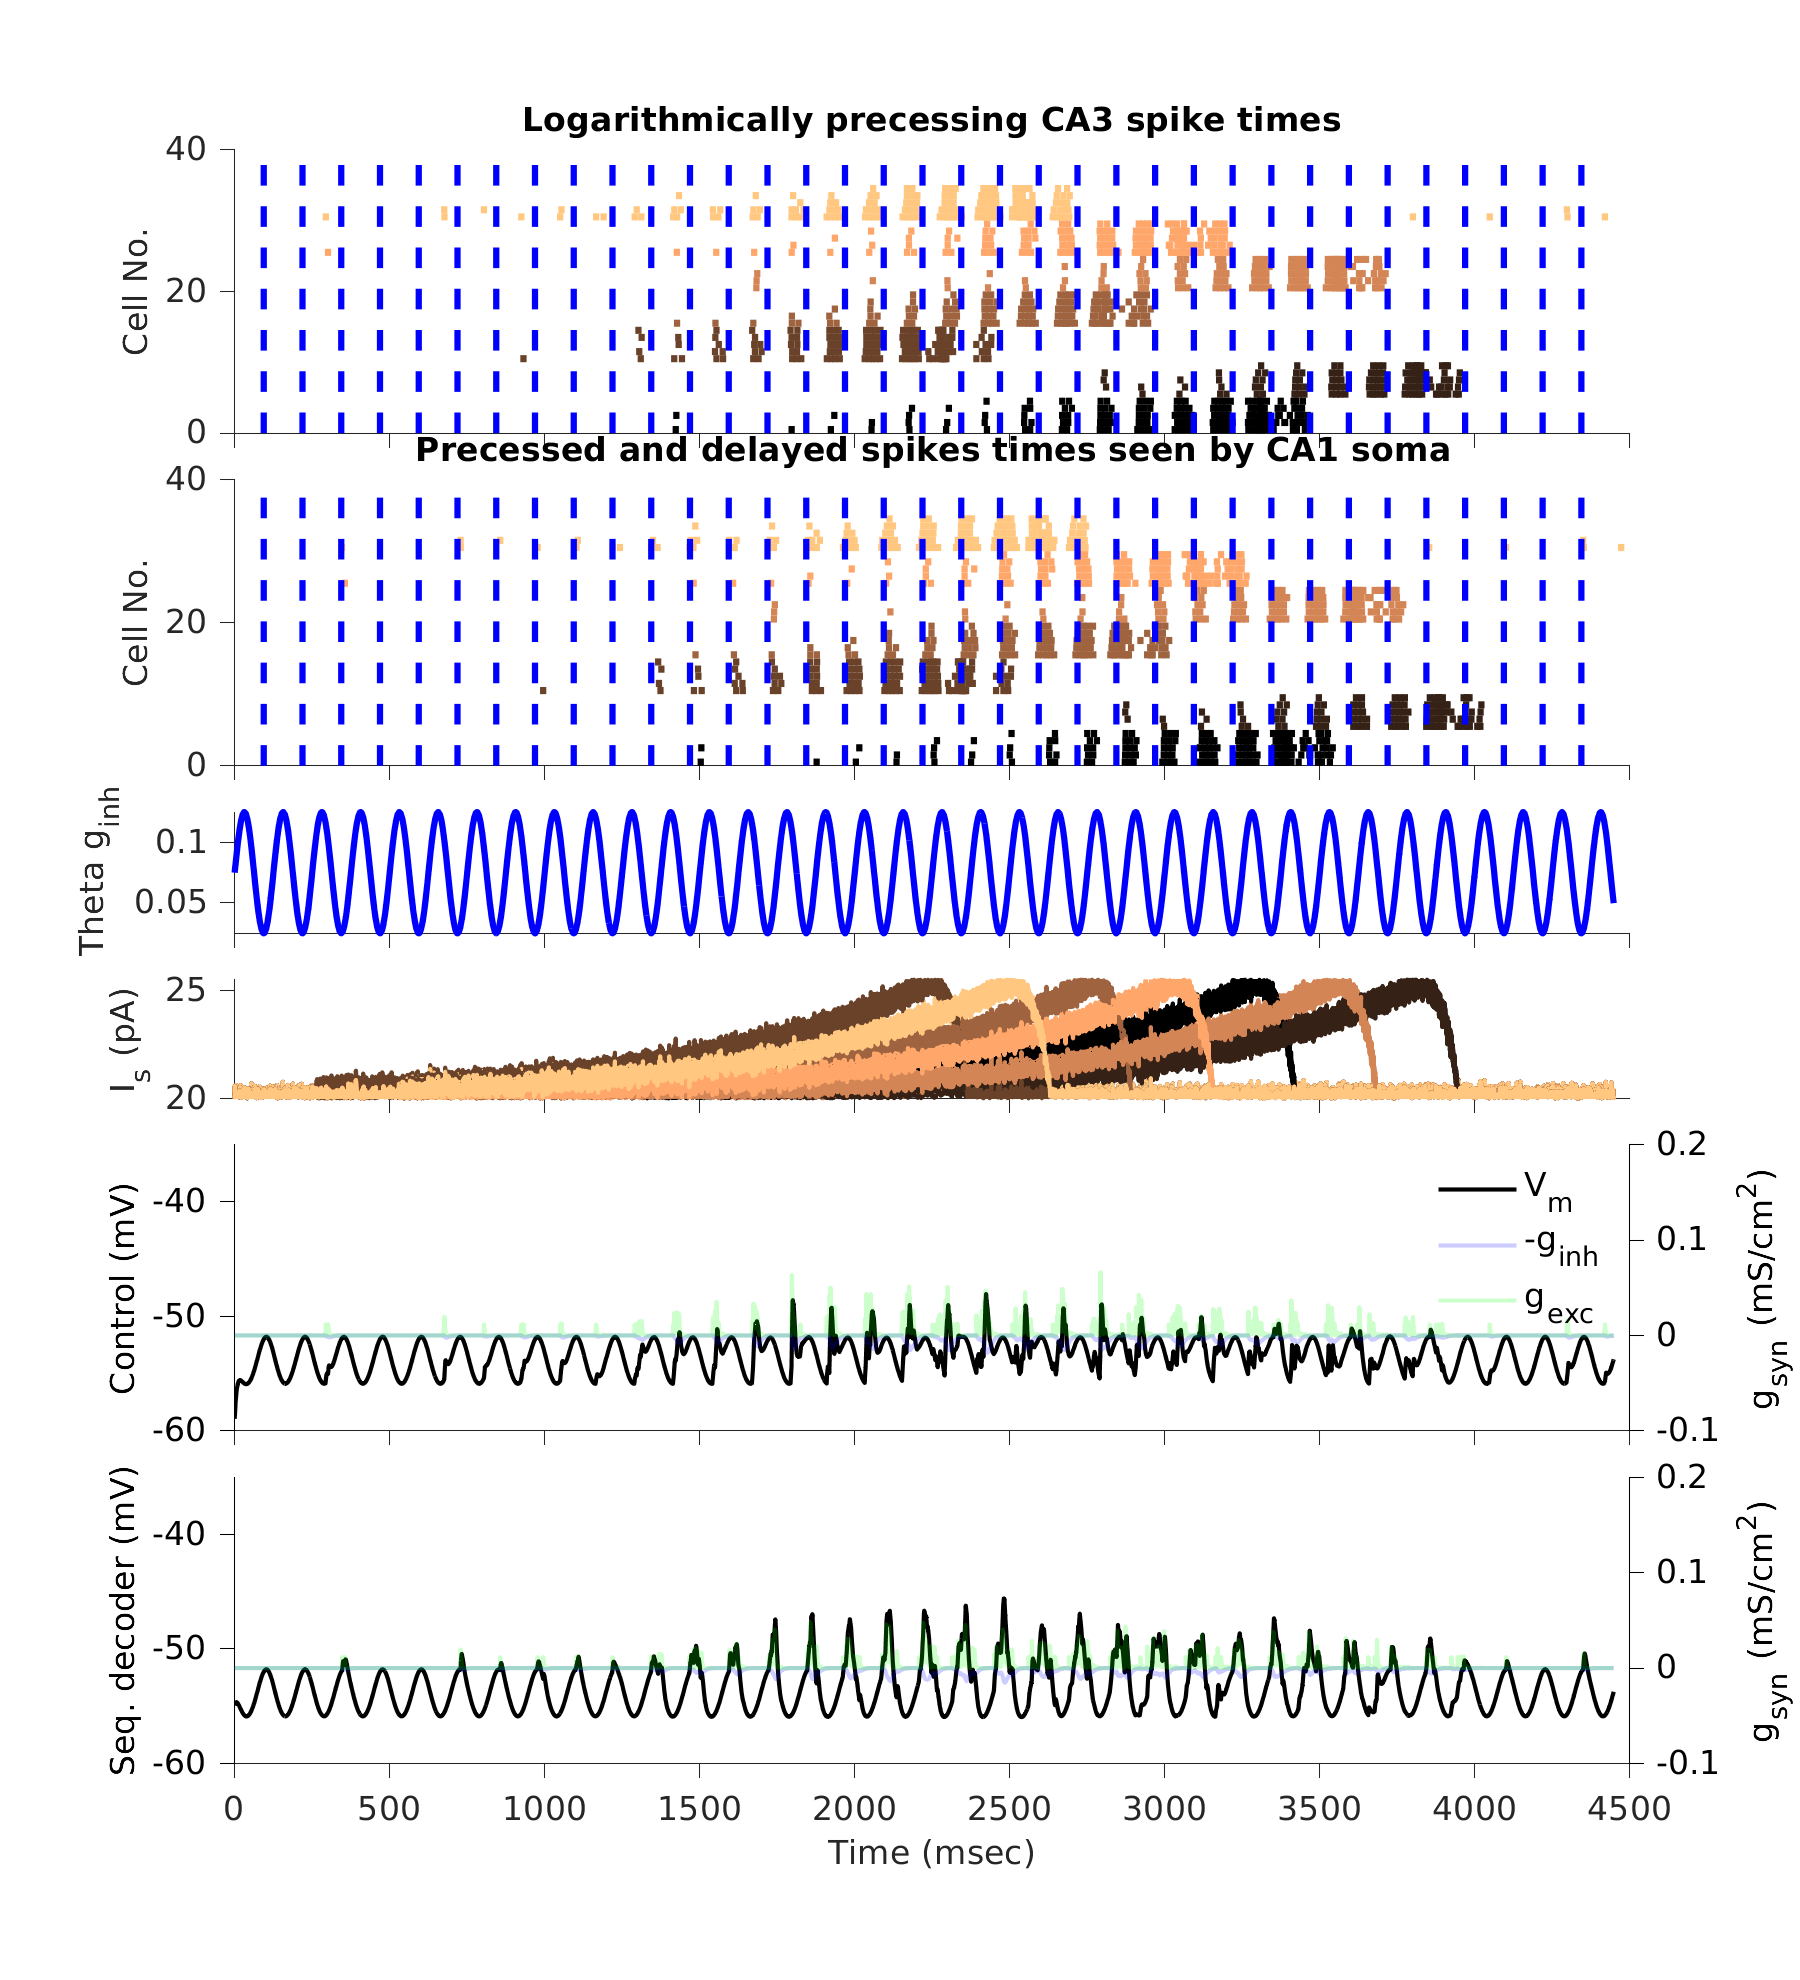 Logarithmically precessing CA3 spike times
40
20
0
Cell No.
Precessed and delayed spikes times seen by CA1 soma
40
20
0
Cell No.
0.1
0.05
Theta g_inh
25
20
I_s (pA)
-40
-50
-60
Control (mV)
V_m
-g_inh
g_exc
0.2
0.1
0
-0.1
g_syn (mS/cm²)
-40
-50
-60
Seq. decoder (mV)
0.2
0.1
0
-0.1
g_syn (mS/cm²)
0 500 1000 1500 2000 2500 3000 3500 4000 4500
Time (msec)